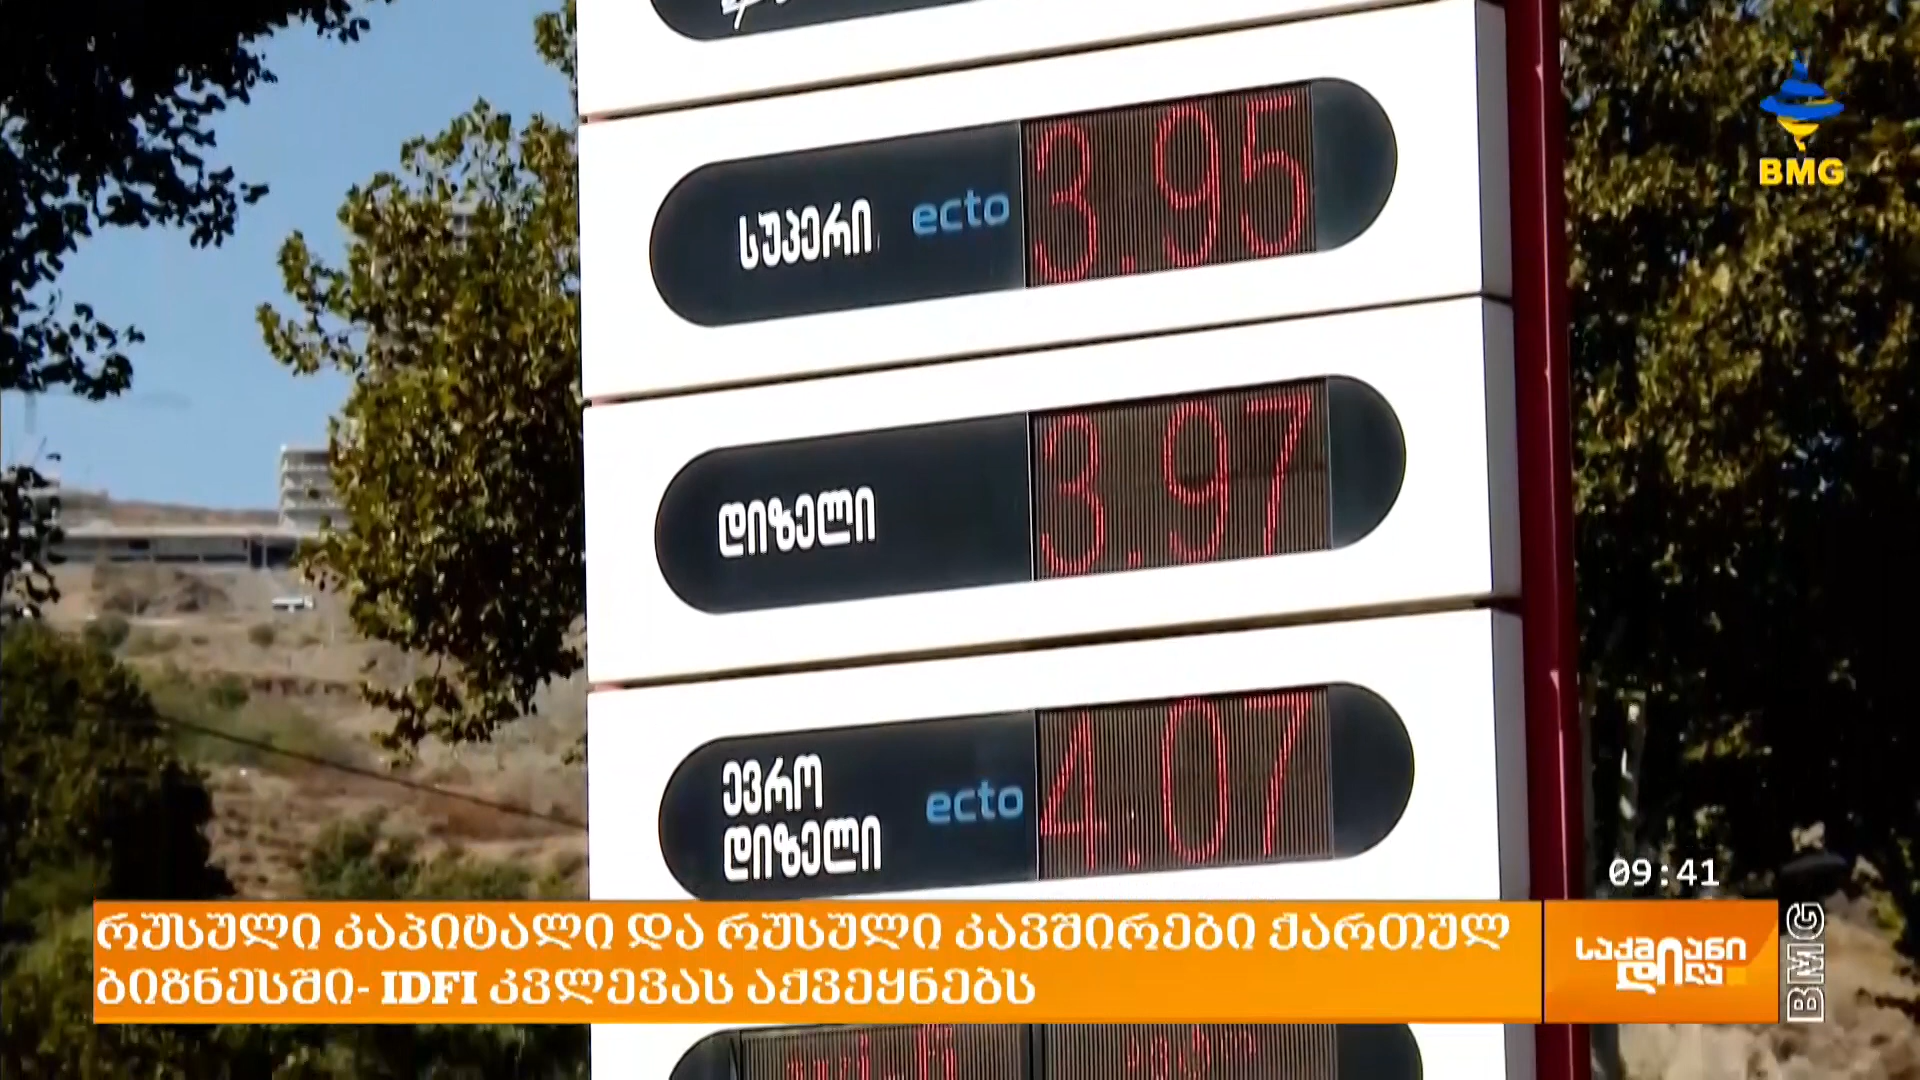 BMG
სუპერი ecto 3.95
დიზელი 3.97
ევრო
დიზელი ecto 4.07
09:41
რუსული კაპიტალი და რუსული კავშირები ქართულ
ბიზნესში- IDFI კვლევას აქვეყნებს
საქმიანი
დილა
BMG